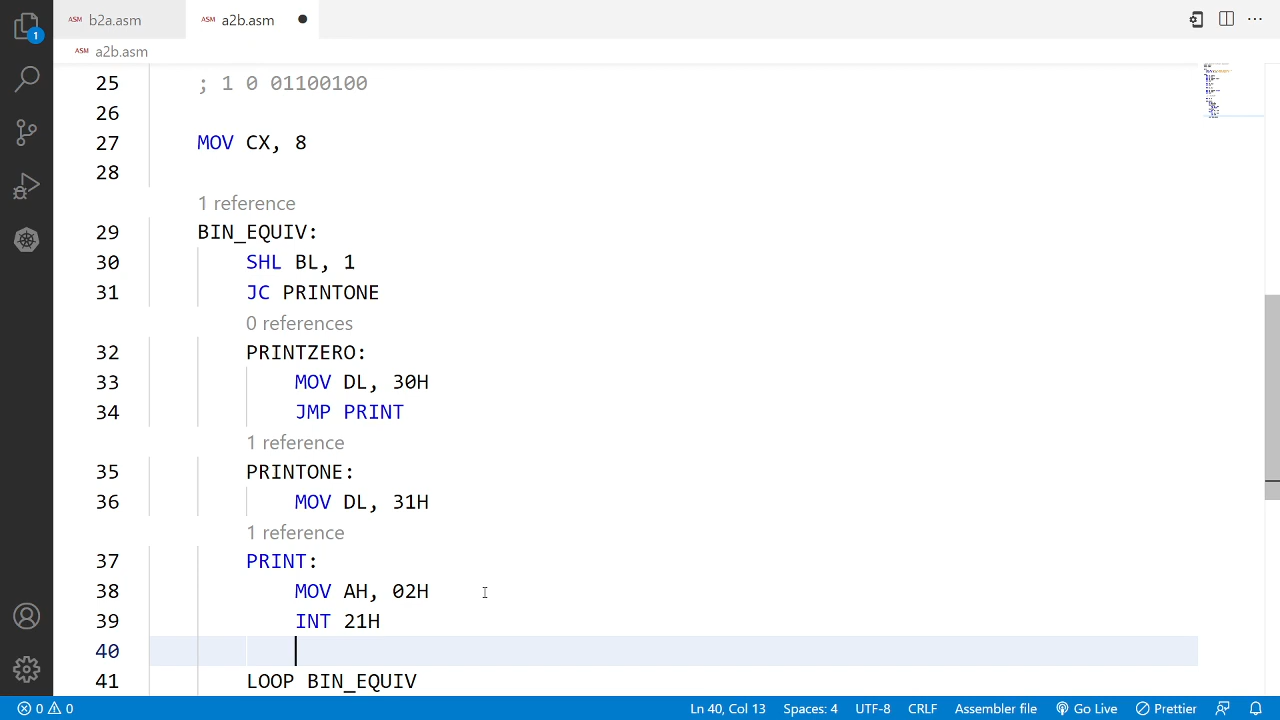 ASM b2a.asm
ASM a2b.asm
ASM a2b.asm
1
25 ; 1 0 01100100
26
27 MOV CX, 8
28
1 reference
29 BIN_EQUIV:
30 SHL BL, 1
31 JC PRINTONE
0 references
32 PRINTZERO:
33 MOV DL, 30H
34 JMP PRINT
1 reference
35 PRINTONE:
36 MOV DL, 31H
1 reference
37 PRINT:
38 MOV AH, 02H
39 INT 21H
40
41 LOOP BIN_EQUIV
0 0 Ln 40, Col 13 Spaces: 4 UTF-8 CRLF Assembler file Go Live Prettier